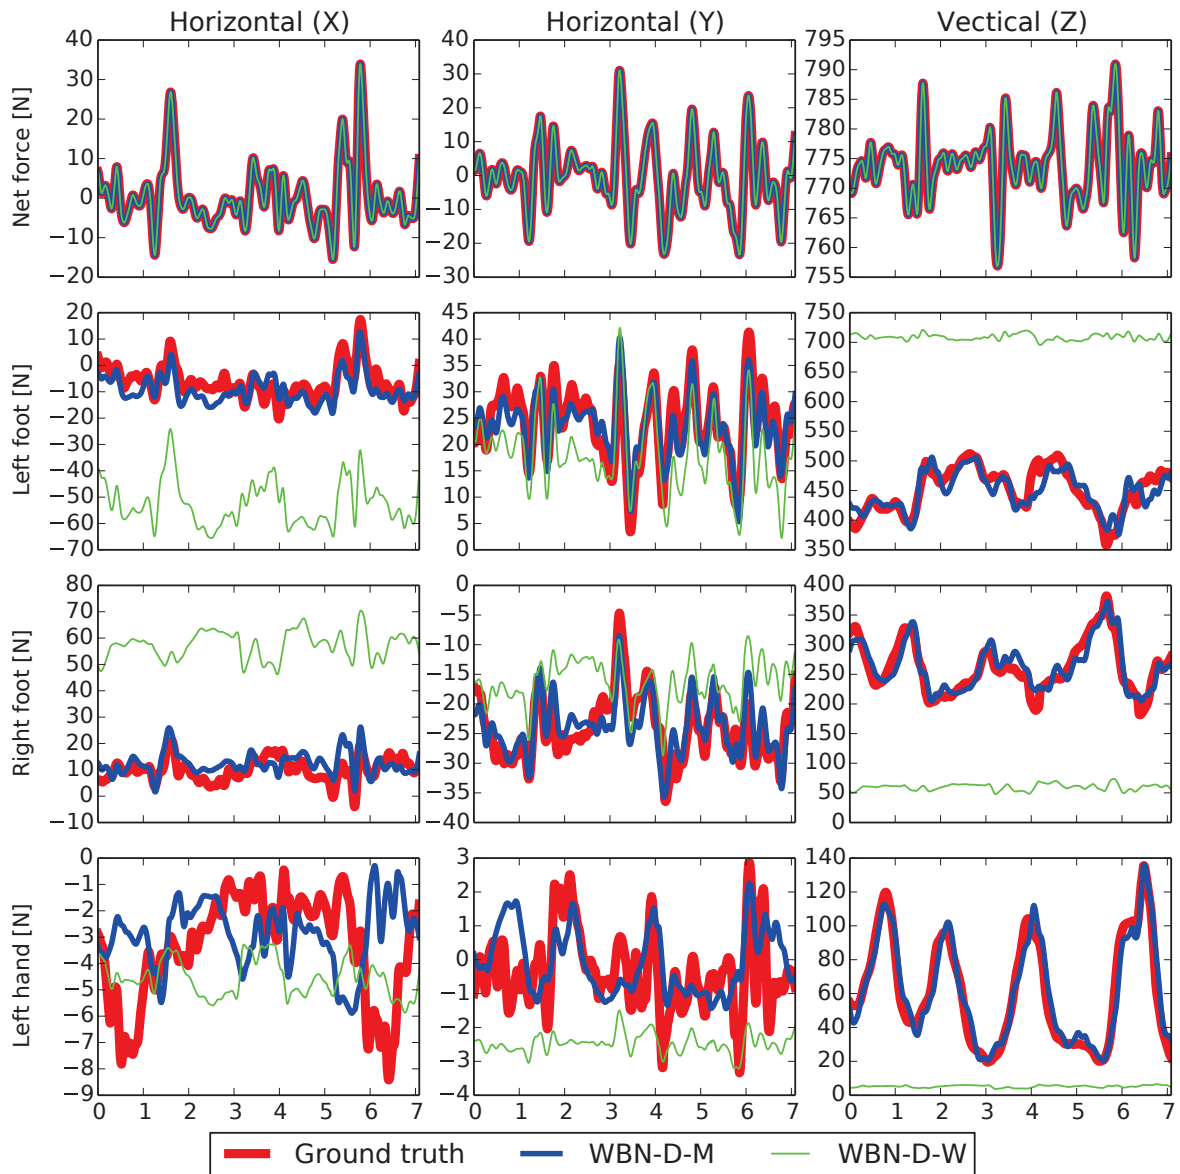 Horizontal (X) Horizontal (Y) Vectical (Z)
Net force [N]
40 30 20 10 0 −10 −20
40 30 20 10 0 −10 −20 −30
795 790 785 780 775 770 765 760 755
Left foot [N]
20 10 0 −10 −20 −30 −40 −50 −60 −70
45 40 35 30 25 20 15 10 5 0
750 700 650 600 550 500 450 400 350
Right foot [N]
80 70 60 50 40 30 20 10 0 −10
0 −5 −10 −15 −20 −25 −30 −35 −40
400 350 300 250 200 150 100 50 0
Left hand [N]
0 −1 −2 −3 −4 −5 −6 −7 −8 −9
3 2 1 0 −1 −2 −3 −4
140 120 100 80 60 40 20 0
0 1 2 3 4 5 6 7
0 1 2 3 4 5 6 7
0 1 2 3 4 5 6 7
Ground truth WBN-D-M WBN-D-W